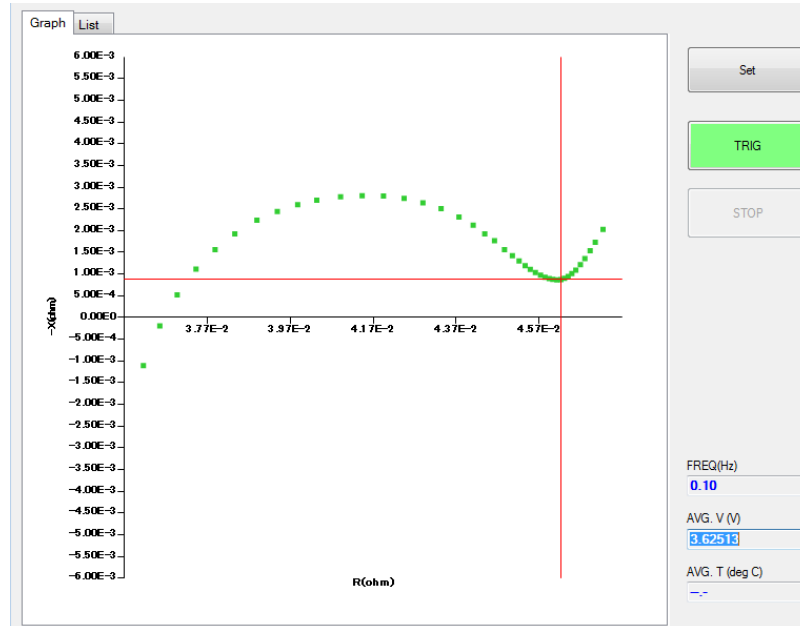 Graph List
6.00E-3
5.50E-3
5.00E-3
4.50E-3
4.00E-3
3.50E-3
3.00E-3
2.50E-3
2.00E-3
1.50E-3
1.00E-3
5.00E-4
0.00E0
-5.00E-4
-1.00E-3
-1.50E-3
-2.00E-3
-2.50E-3
-3.00E-3
-3.50E-3
-4.00E-3
-4.50E-3
-5.00E-3
-5.50E-3
-6.00E-3
-X(ohm)
3.77E-2 3.97E-2 4.17E-2 4.37E-2 4.57E-2
R(ohm)
Set
TRIG
STOP
FREQ(Hz)
0.10
AVG. V (V)
3.62513
AVG. T (deg C)
--.-